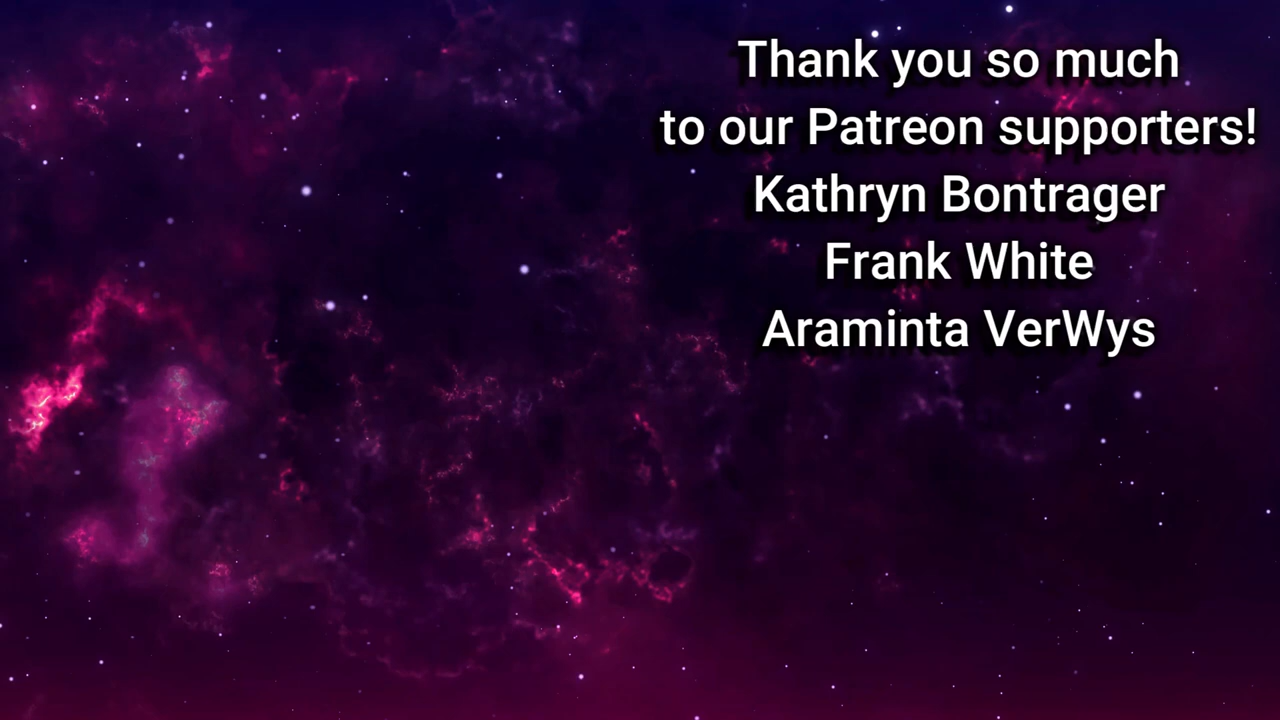 Thank you so much
to our Patreon supporters!
Kathryn Bontrager
Frank White
Araminta VerWys